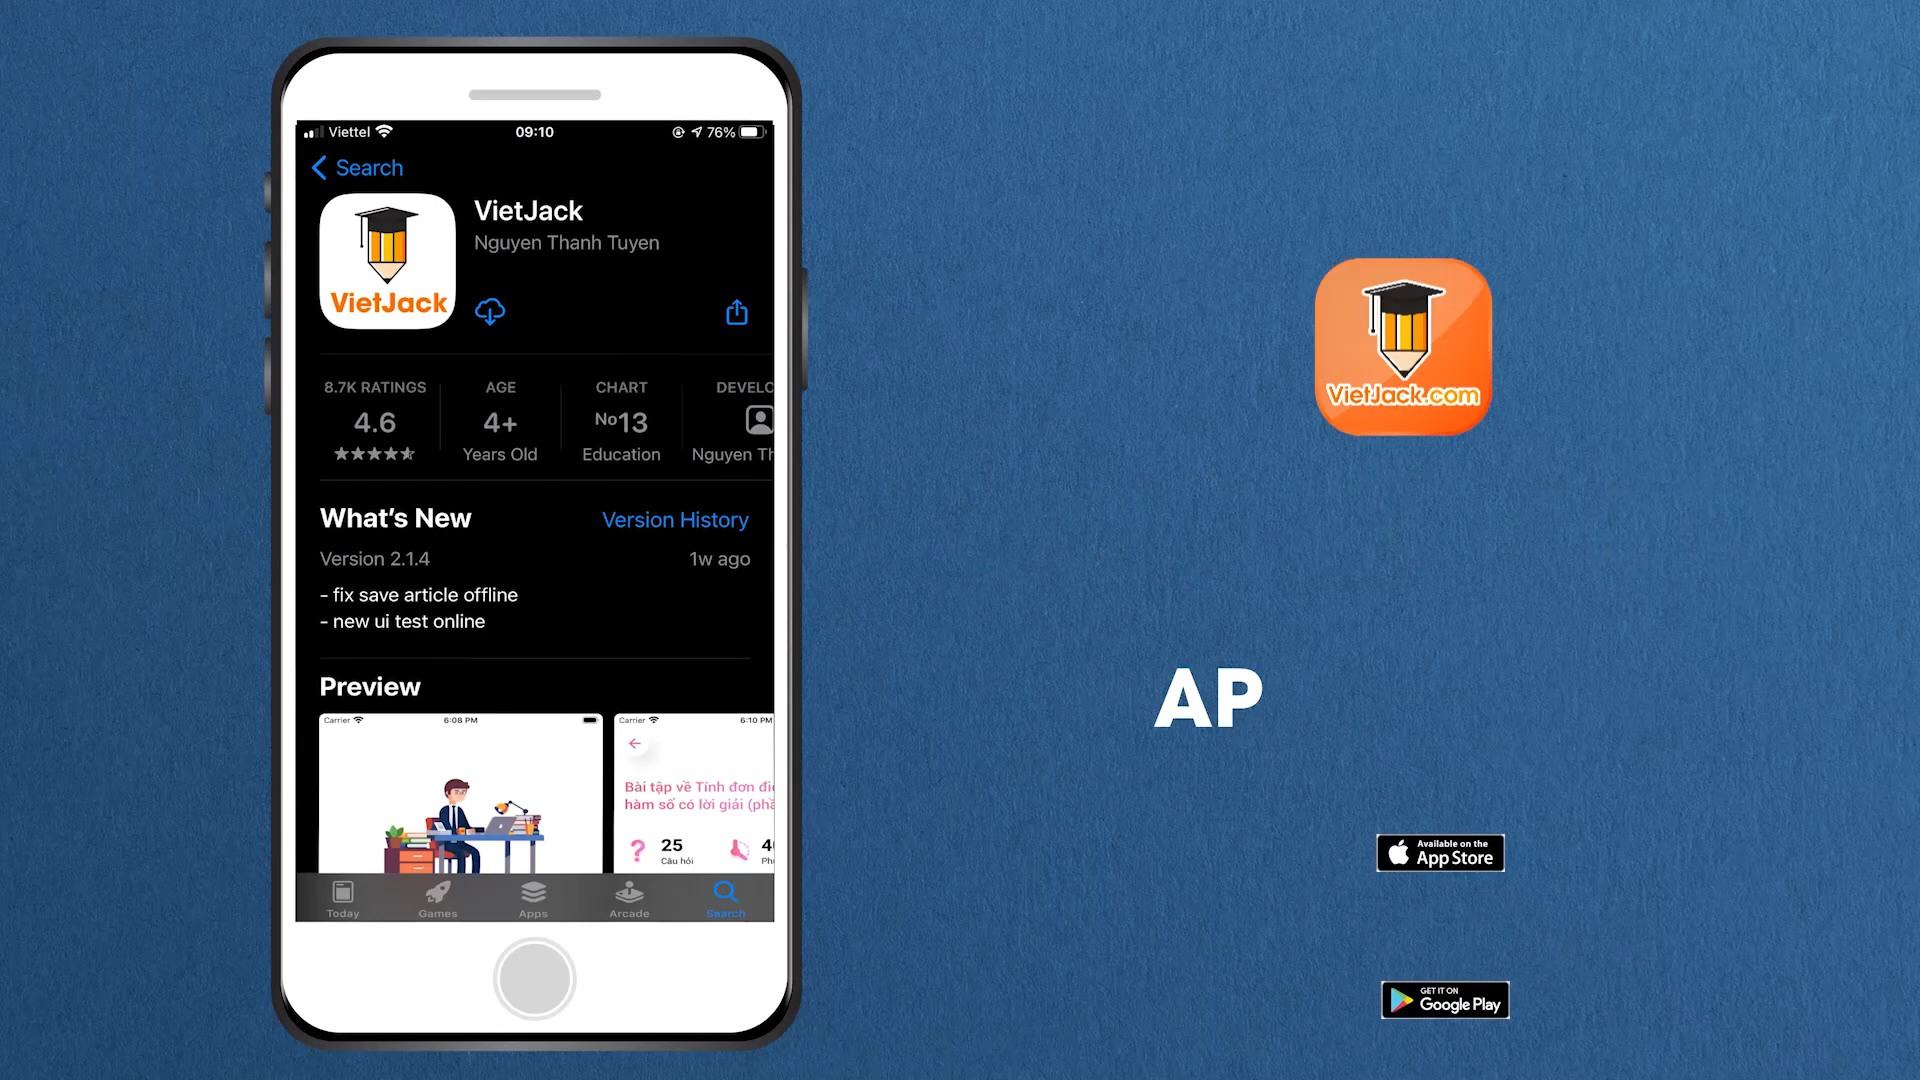 Viettel 09:10 76%
Search
VietJack
VietJack
Nguyen Thanh Tuyen
8.7K RATINGS AGE CHART DEVELC
4.6 4+ No13
Years Old Education Nguyen Th
What's New Version History
Version 2.1.4 1w ago
- fix save article offline
- new ui test online
Preview
Carrier 6:08 PM Carrier 6:10 PM
Bài tập về Tính đơn điệ
hàm số có lời giải (phầ
25
Câu hỏi
40
Ph
Today Games Apps Arcade Search
VietJack.com
AP
Available on the
App Store
GET IT ON
Google Play